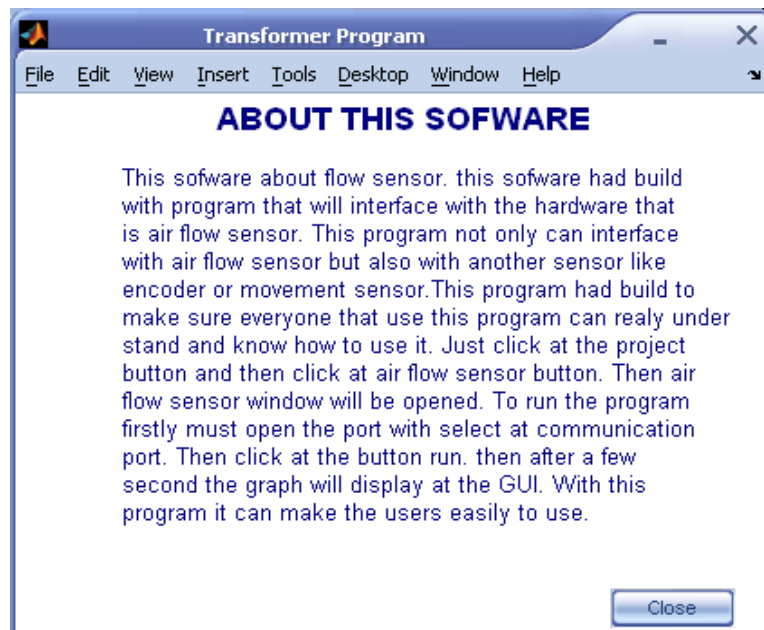 Transformer Program
File Edit View Insert Tools Desktop Window Help
ABOUT THIS SOFWARE
This sofware about flow sensor. this sofware had build
with program that will interface with the hardware that
is air flow sensor. This program not only can interface
with air flow sensor but also with another sensor like
encoder or movement sensor.This program had build to
make sure everyone that use this program can realy under
stand and know how to use it. Just click at the project
button and then click at air flow sensor button. Then air
flow sensor window will be opened. To run the program
firstly must open the port with select at communication
port. Then click at the button run. then after a few
second the graph will display at the GUI. With this
program it can make the users easily to use.
Close